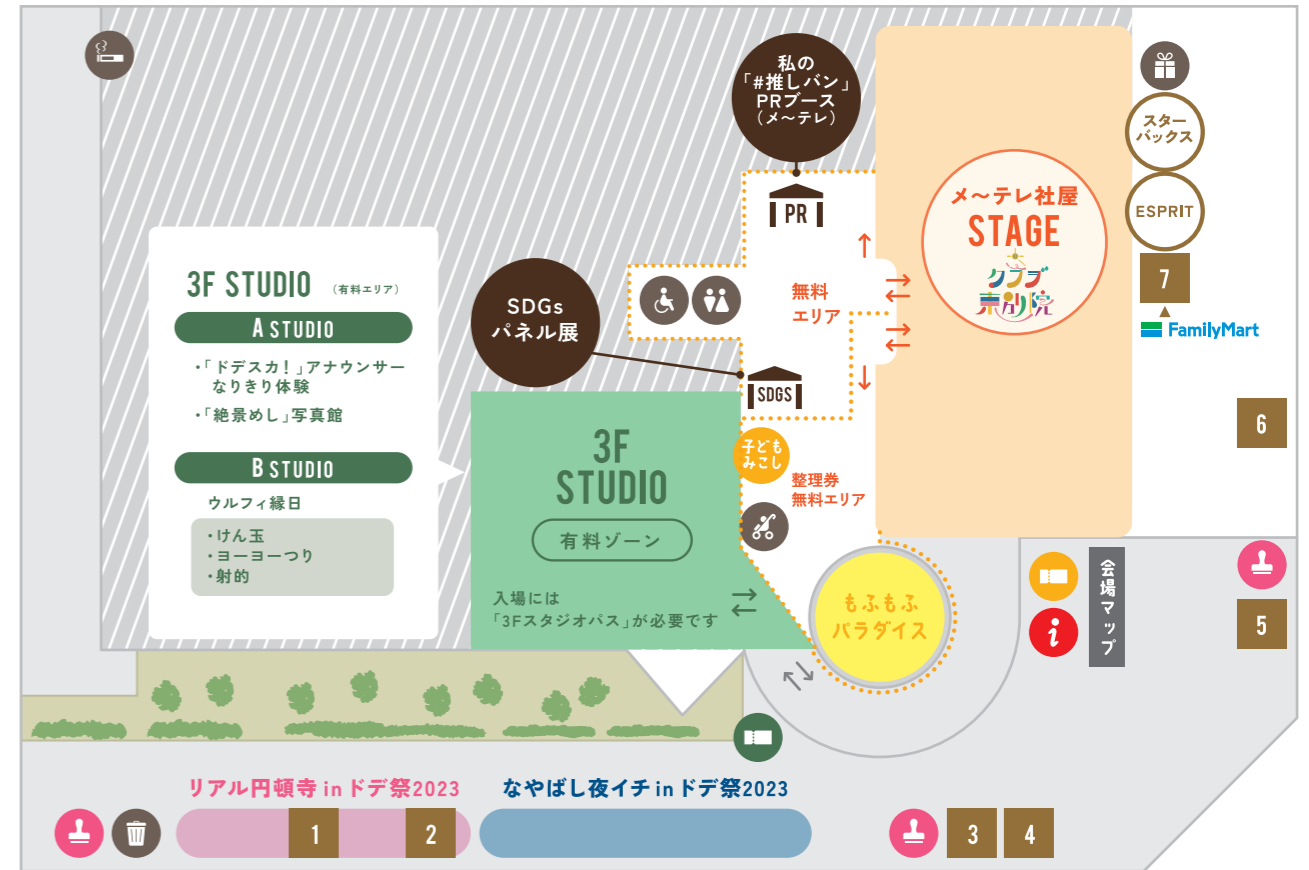 私の
「#推しバン」
PRブース
（メ〜テレ）
スター
バックス
ESPRIT
7
FamilyMart
6
5
メ〜テレ社屋
STAGE
クラブ
東別院
PR
無料
エリア
SDGs
パネル展
SDGS
子ども
みこし
整理券
無料エリア
3F STUDIO （有料エリア）
A STUDIO
・「ドデスカ！」アナウンサー
なりきり体験
・「絶景めし」写真館
B STUDIO
ウルフィ縁日
・けん玉
・ヨーヨーつり
・射的
3F
STUDIO
有料ゾーン
入場には
「3Fスタジオパス」が必要です
もふもふ
パラダイス
i
会場マップ
リアル円頓寺 in ドデ祭2023
なやばし夜イチ in ドデ祭2023
1
2
3
4